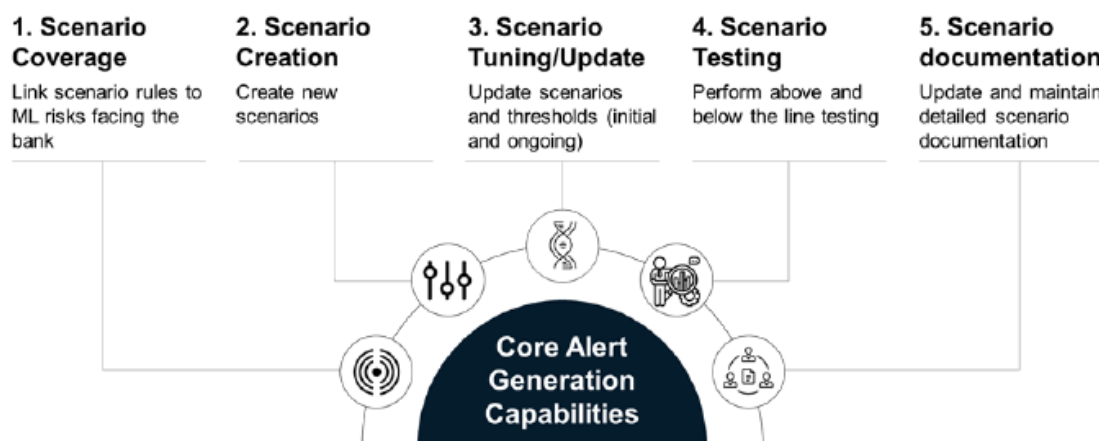 1. Scenario
Coverage
Link scenario rules to
ML risks facing the
bank
2. Scenario
Creation
Create new
scenarios
3. Scenario
Tuning/Update
Update scenarios
and thresholds (initial
and ongoing)
4. Scenario
Testing
Perform above and
below the line testing
5. Scenario
documentation
Update and maintain
detailed scenario
documentation
Core Alert
Generation
Capabilities